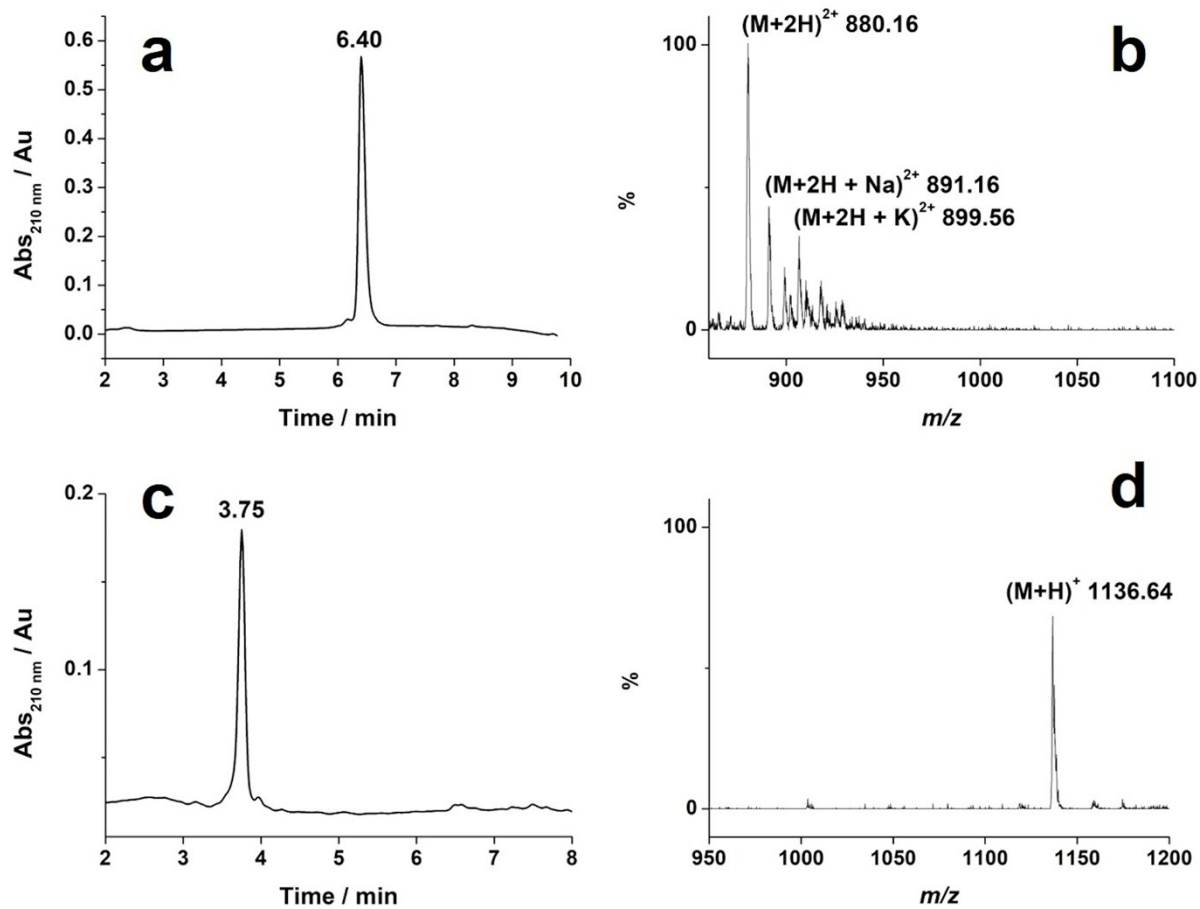 a
6.40
0.6
0.5
0.4
0.3
0.2
0.1
0.0
Abs210 nm / Au
2 3 4 5 6 7 8 9 10
Time / min
b
(M+2H)2+ 880.16
(M+2H + Na)2+ 891.16
(M+2H + K)2+ 899.56
100
0
%
900 950 1000 1050 1100
m/z
c
3.75
0.2
0.1
Abs210 nm / Au
2 3 4 5 6 7 8
Time / min
d
(M+H)+ 1136.64
100
0
%
950 1000 1050 1100 1150 1200
m/z